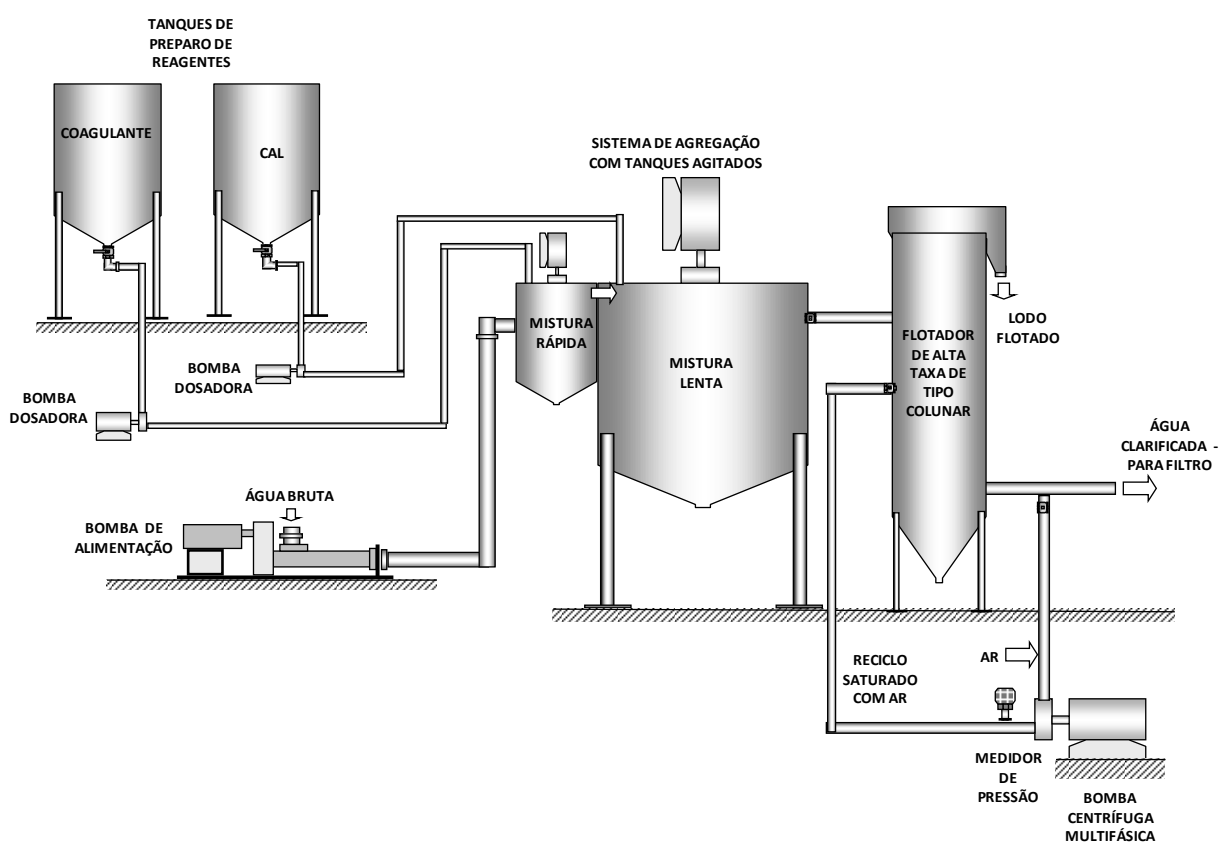 TANQUES DE
PREPARO DE
REAGENTES
COAGULANTE
CAL
SISTEMA DE AGREGAÇÃO
COM TANQUES AGITADOS
MISTURA
RÁPIDA
MISTURA
LENTA
FLOTADOR
DE ALTA
TAXA DE
TIPO
COLUNAR
LODO
FLOTADO
BOMBA
DOSADORA
BOMBA
DOSADORA
ÁGUA
CLARIFICADA -
PARA FILTRO
ÁGUA BRUTA
BOMBA DE
ALIMENTAÇÃO
RECICLO
SATURADO
COM AR
AR
MEDIDOR
DE
PRESSÃO
BOMBA
CENTRÍFUGA
MULTIFÁSICA